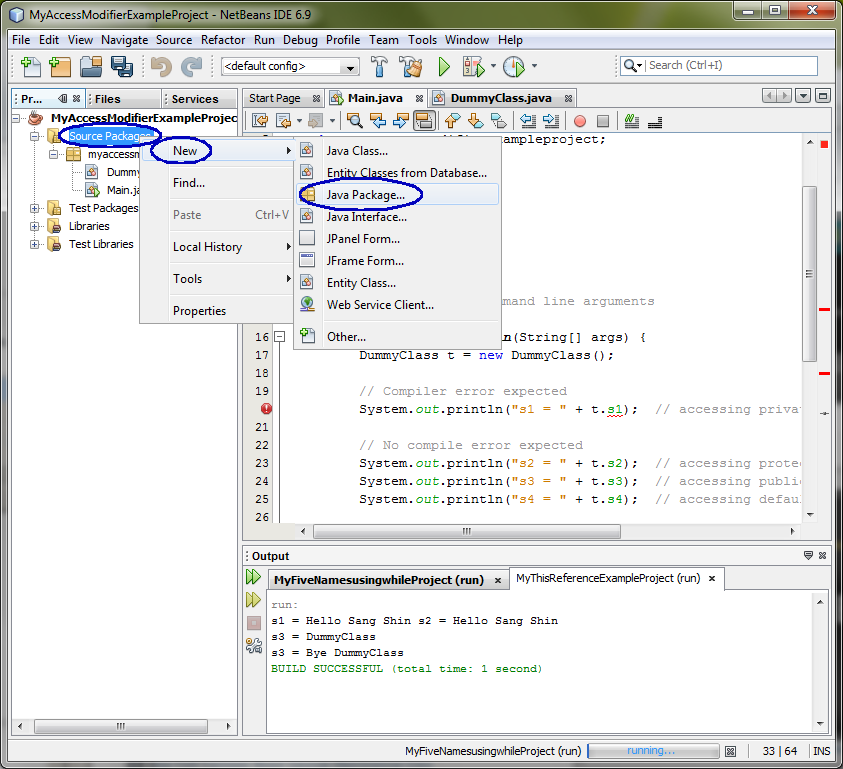 MyAccessModifierExampleProject - NetBeans IDE 6.9
File Edit View Navigate Source Refactor Run Debug Profile Team Tools Window Help
<default config>
Search (Ctrl+I)
Pr...
Files
Services
Start Page
Main.java
DummyClass.java
MyAccessModifierExampleProjec
Source Packages
myaccessm
Dummy
Main.ja
Test Packages
Libraries
Test Libraries
New
Find...
Paste Ctrl+V
Local History
Tools
Properties
Java Class...
Entity Classes from Database...
Java Package...
Java Interface...
JPanel Form...
JFrame Form...
Entity Class...
Web Service Client...
Other...
exampleproject;
mmand line arguments
16 n(String[] args) {
17 DummyClass t = new DummyClass();
18
19 // Compiler error expected
System.out.println("s1 = " + t.s1); // accessing priva
21
22 // No compile error expected
23 System.out.println("s2 = " + t.s2); // accessing prote
24 System.out.println("s3 = " + t.s3); // accessing publi
25 System.out.println("s4 = " + t.s4); // accessing defau
26
Output
MyFiveNamesusingwhileProject (run)
MyThisReferenceExampleProject (run)
run:
s1 = Hello Sang Shin s2 = Hello Sang Shin
s3 = DummyClass
s3 = Bye DummyClass
BUILD SUCCESSFUL (total time: 1 second)
MyFiveNamesusingwhileProject (run)
running...
33 | 64
INS